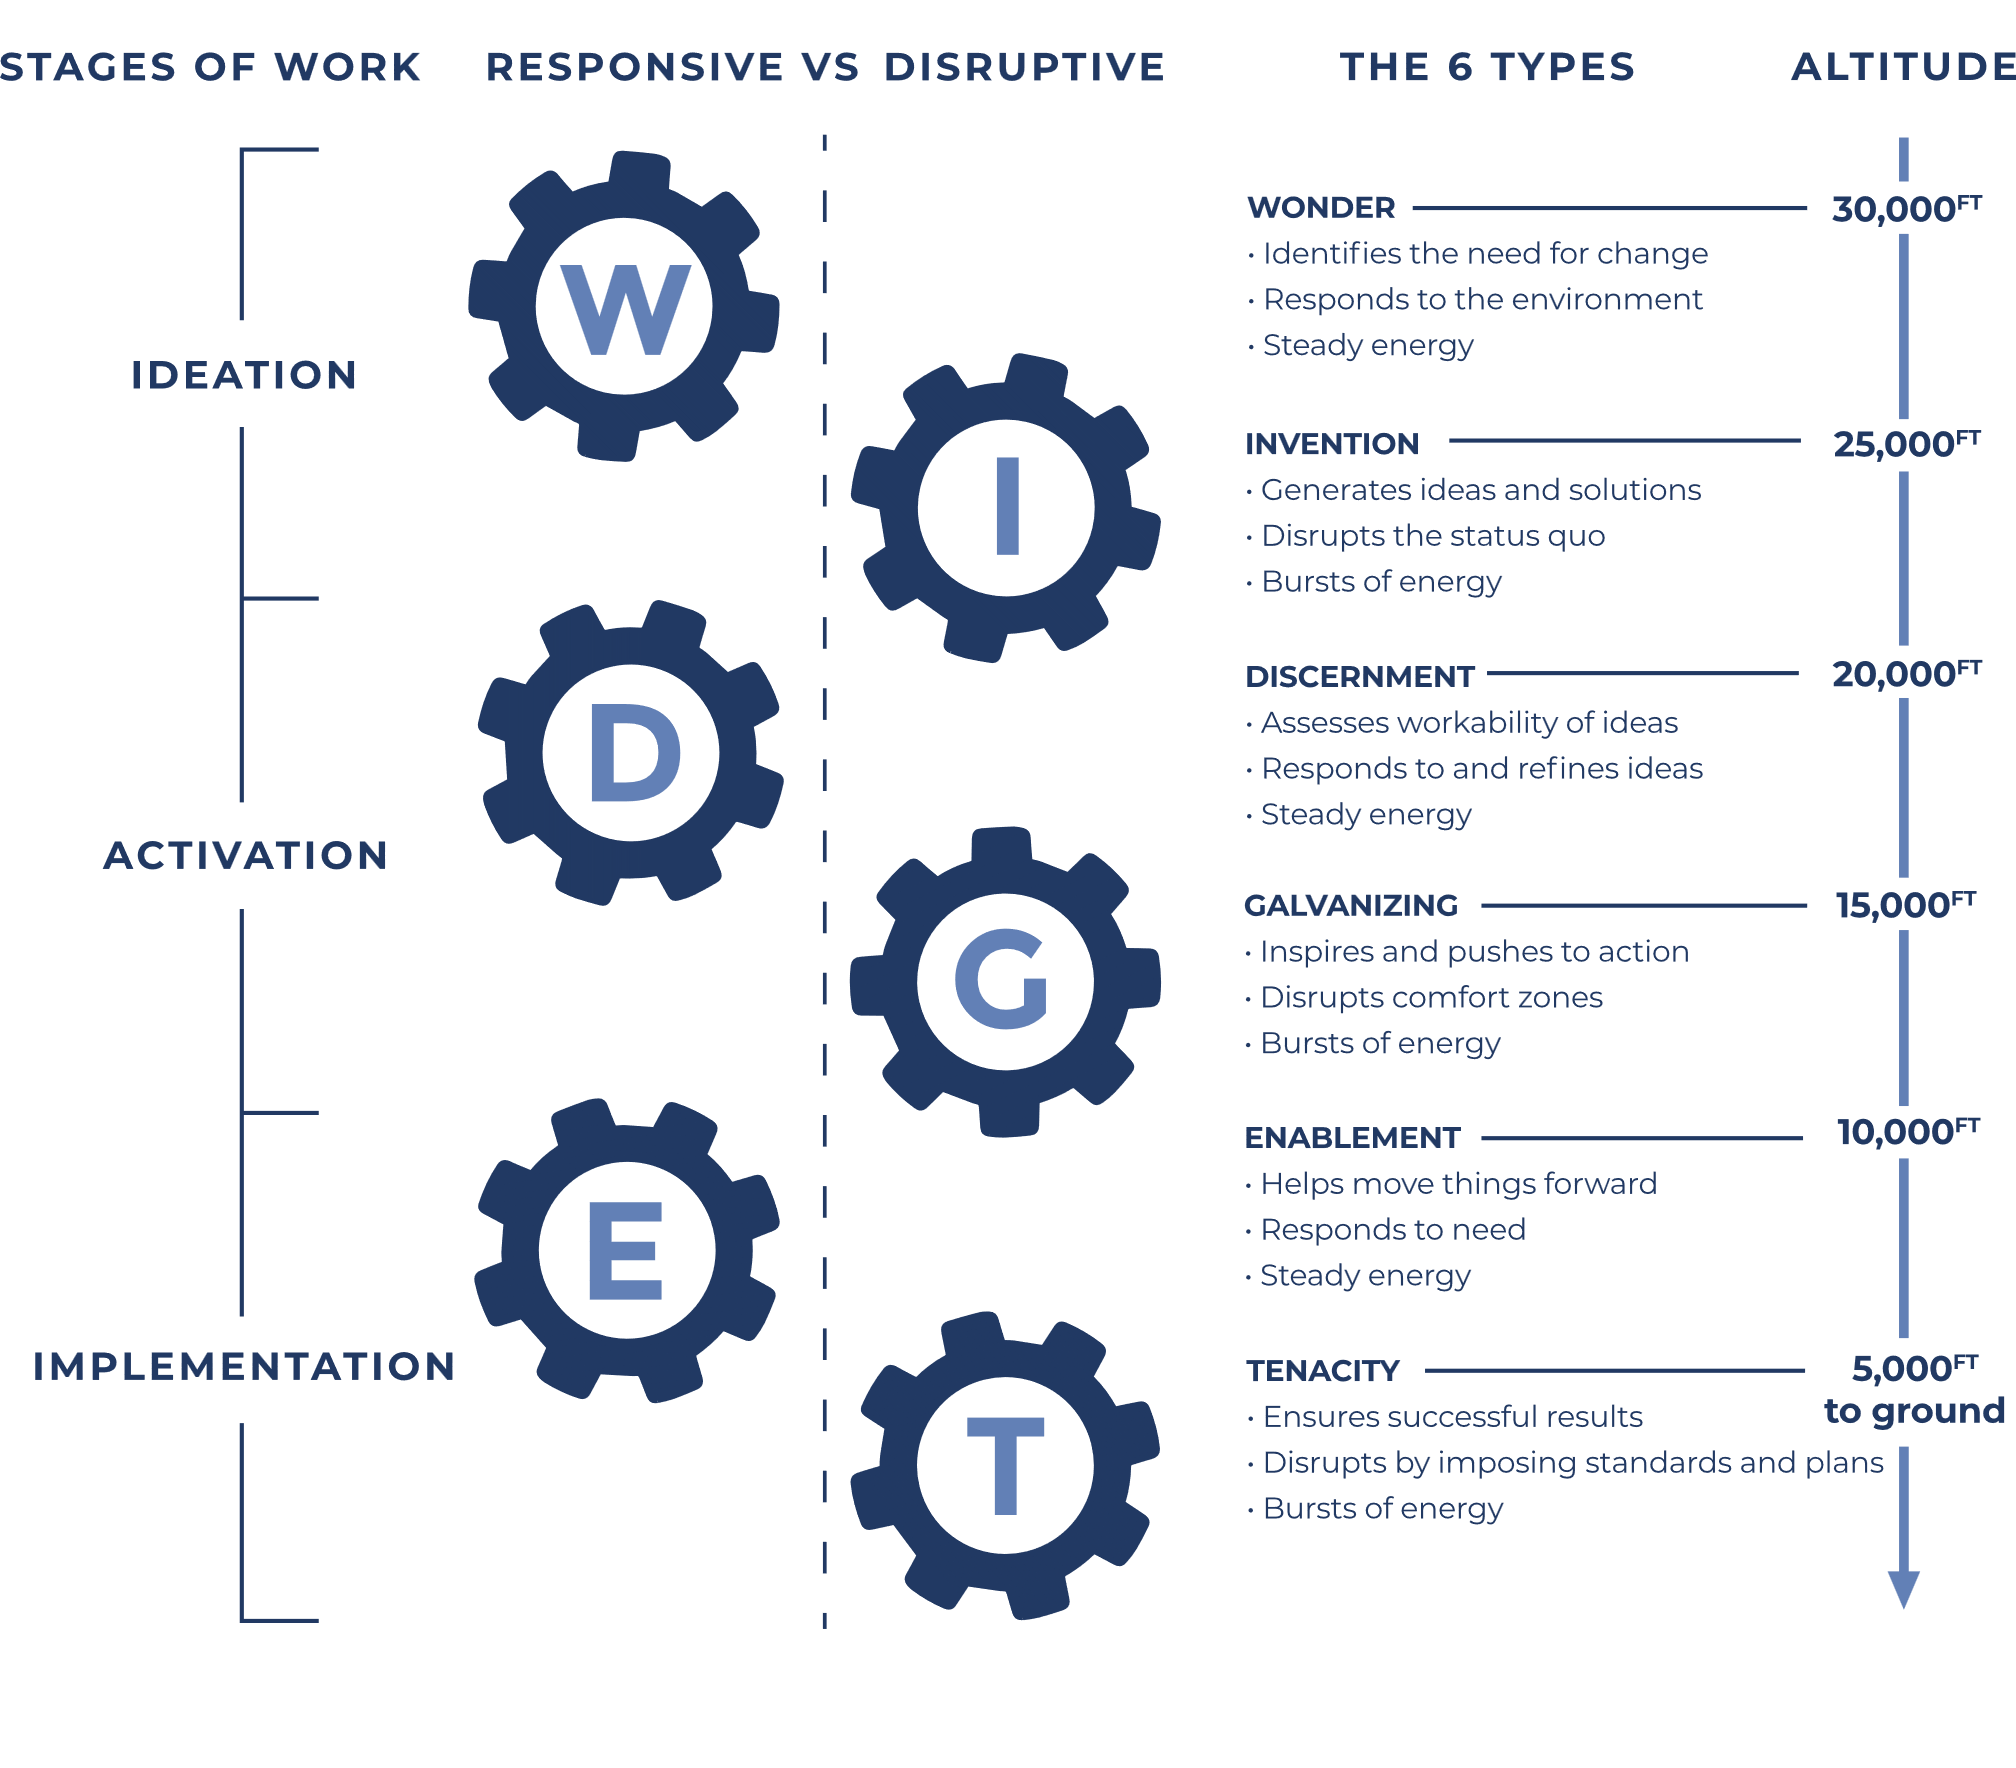 STAGES OF WORK
RESPONSIVE VS DISRUPTIVE
THE 6 TYPES
ALTITUDE
IDEATION
ACTIVATION
IMPLEMENTATION
W
I
D
G
E
T
WONDER
30,000FT
• Identifies the need for change
• Responds to the environment
• Steady energy
INVENTION
25,000FT
• Generates ideas and solutions
• Disrupts the status quo
• Bursts of energy
DISCERNMENT
20,000FT
• Assesses workability of ideas
• Responds to and refines ideas
• Steady energy
GALVANIZING
15,000FT
• Inspires and pushes to action
• Disrupts comfort zones
• Bursts of energy
ENABLEMENT
10,000FT
• Helps move things forward
• Responds to need
• Steady energy
TENACITY
5,000FT
to ground
• Ensures successful results
• Disrupts by imposing standards and plans
• Bursts of energy